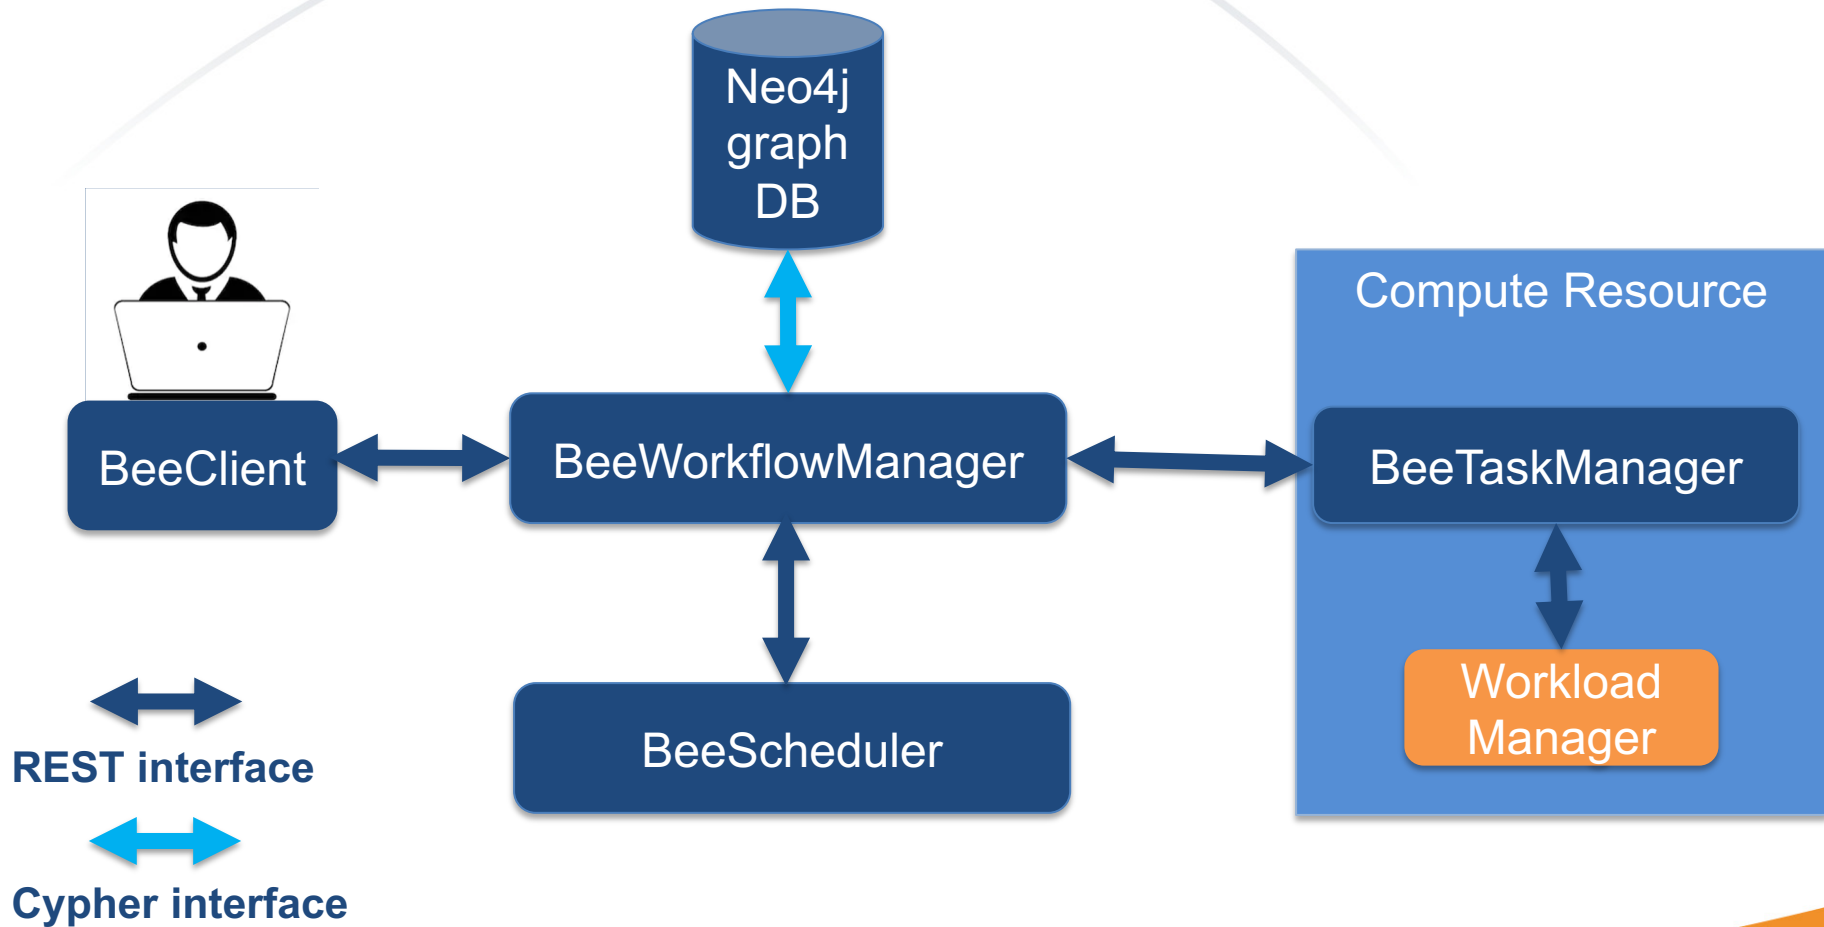 Neo4j
graph
DB
Compute Resource
BeeClient
BeeWorkflowManager
BeeTaskManager
Workload
Manager
BeeScheduler
REST interface
Cypher interface